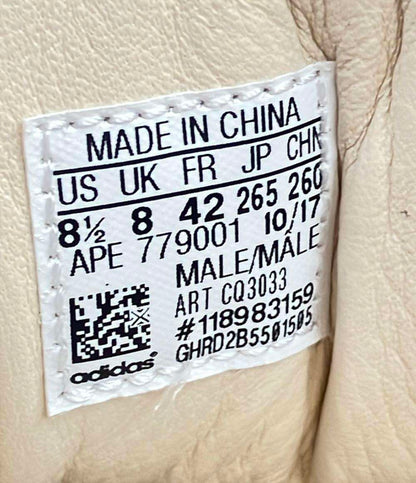 MADE IN CHINA
US UK FR JP CHN
8½ 8 42 265 260
APE 779001 10/17
MALE/MÂLE
ART CQ3033
#118983159
GHRD2B5501505
adidas